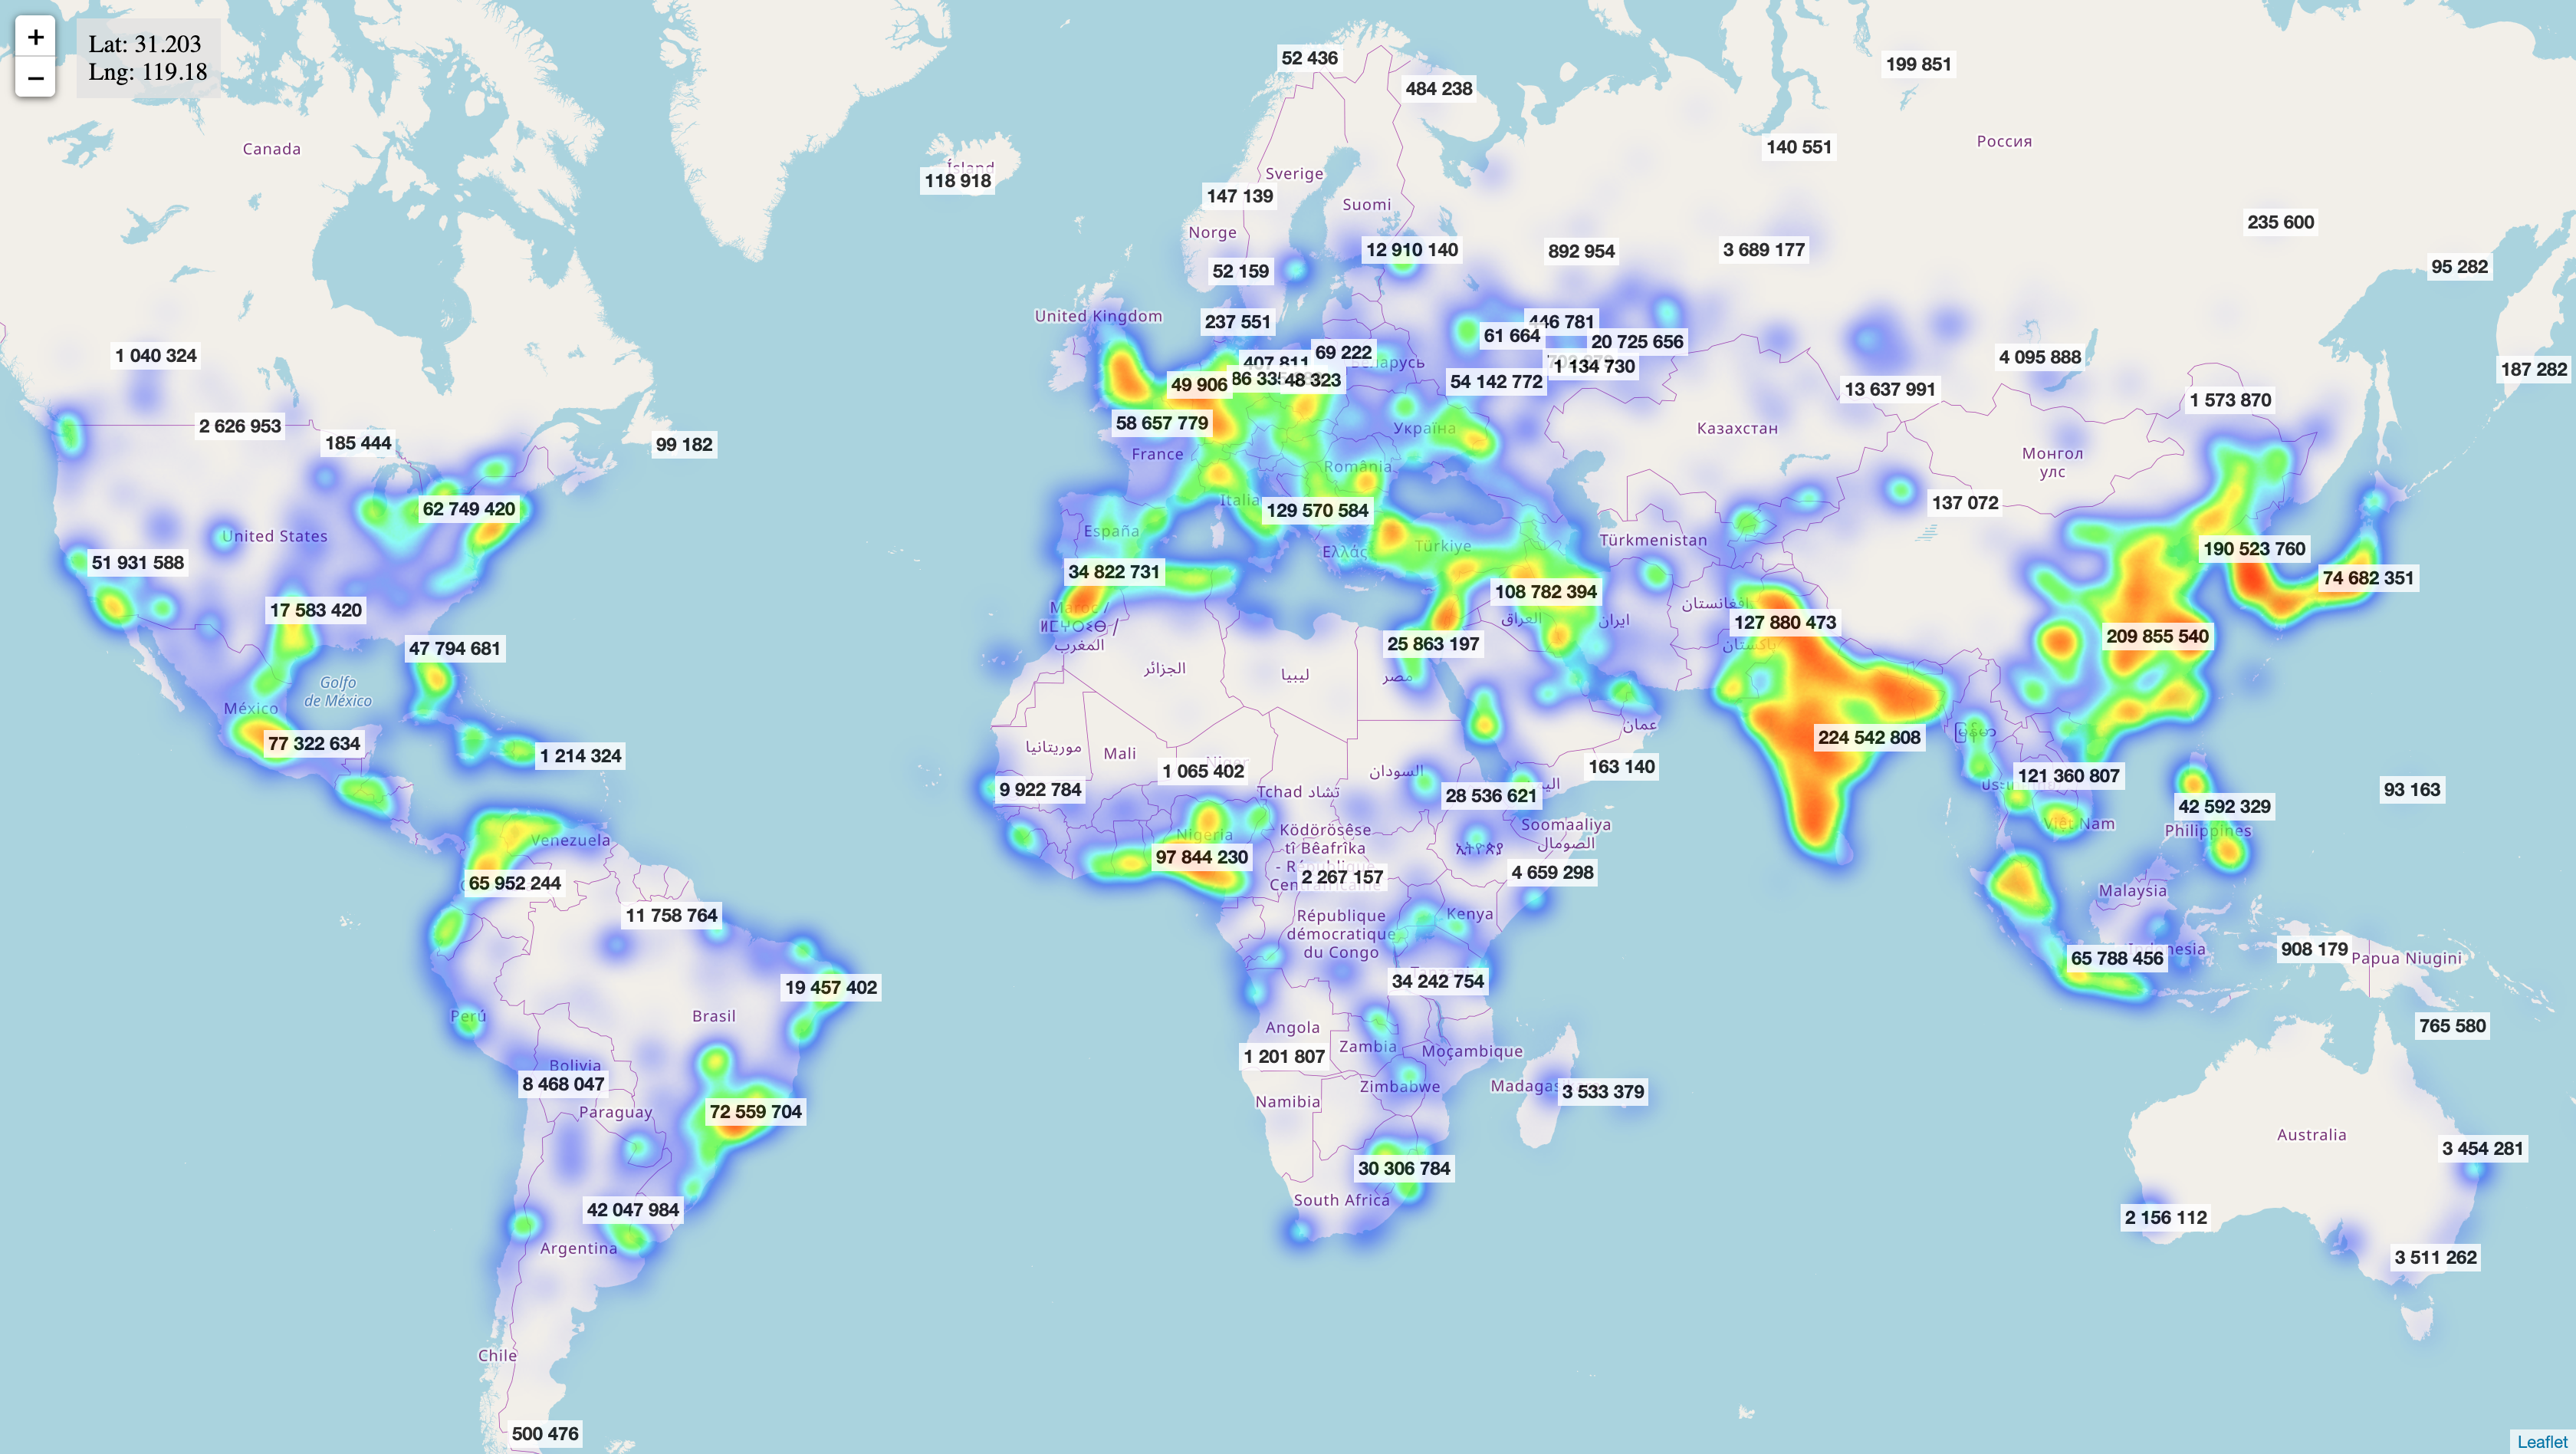 +
−
Lat: 31.203
Lng: 119.18
52 436
199 851
484 238
Canada
140 551
Россия
Ísland
118 918
Sverige
147 139
Suomi
235 600
Norge
12 910 140
892 954
3 689 177
95 282
52 159
United Kingdom
237 551
446 781
61 664
20 725 656
1 040 324
407 811
69 222
4 095 888
1 134 730
187 282
49 906
48 323
54 142 772
13 637 991
1 573 870
2 626 953
58 657 779
Україна
Казахстан
185 444
99 182
France
Монгол
улс
România
137 072
62 749 420
Italia
129 570 584
España
United States
Türkiye
Türkmenistan
190 523 760
Ελλάς
51 931 588
34 822 731
74 682 351
108 782 394
افغانستان
17 583 420
Maroc /
ⵍⵎⵖⵔⵉⴱ /
المغرب
العراق
ایران
127 880 473
209 855 540
25 863 197
پاکستان
47 794 681
الجزائر
ليبيا
مصر
Golfo
de México
México
عمان
224 542 808
77 322 634
1 214 324
موريتانيا
Mali
163 140
Niger
1 065 402
السودان
121 360 807
9 922 784
Tchad تشاد
28 536 621
93 163
42 592 329
Việt Nam
Philippines
Venezuela
Nigeria
Ködörösêse
tî Bêafrîka
Soomaaliya
الصومال
ኢትዮጵያ
97 844 230
2 267 157
4 659 298
65 952 244
Malaysia
11 758 764
République
démocratique
du Congo
Kenya
908 179
Papua Niugini
65 788 456
34 242 754
19 457 402
Perú
Brasil
Angola
765 580
Zambia
Moçambique
1 201 807
Bolivia
8 468 047
Zimbabwe
3 533 379
Namibia
Paraguay
72 559 704
Australia
3 454 281
30 306 784
South Africa
42 047 984
2 156 112
Argentina
3 511 262
Chile
500 476
Leaflet